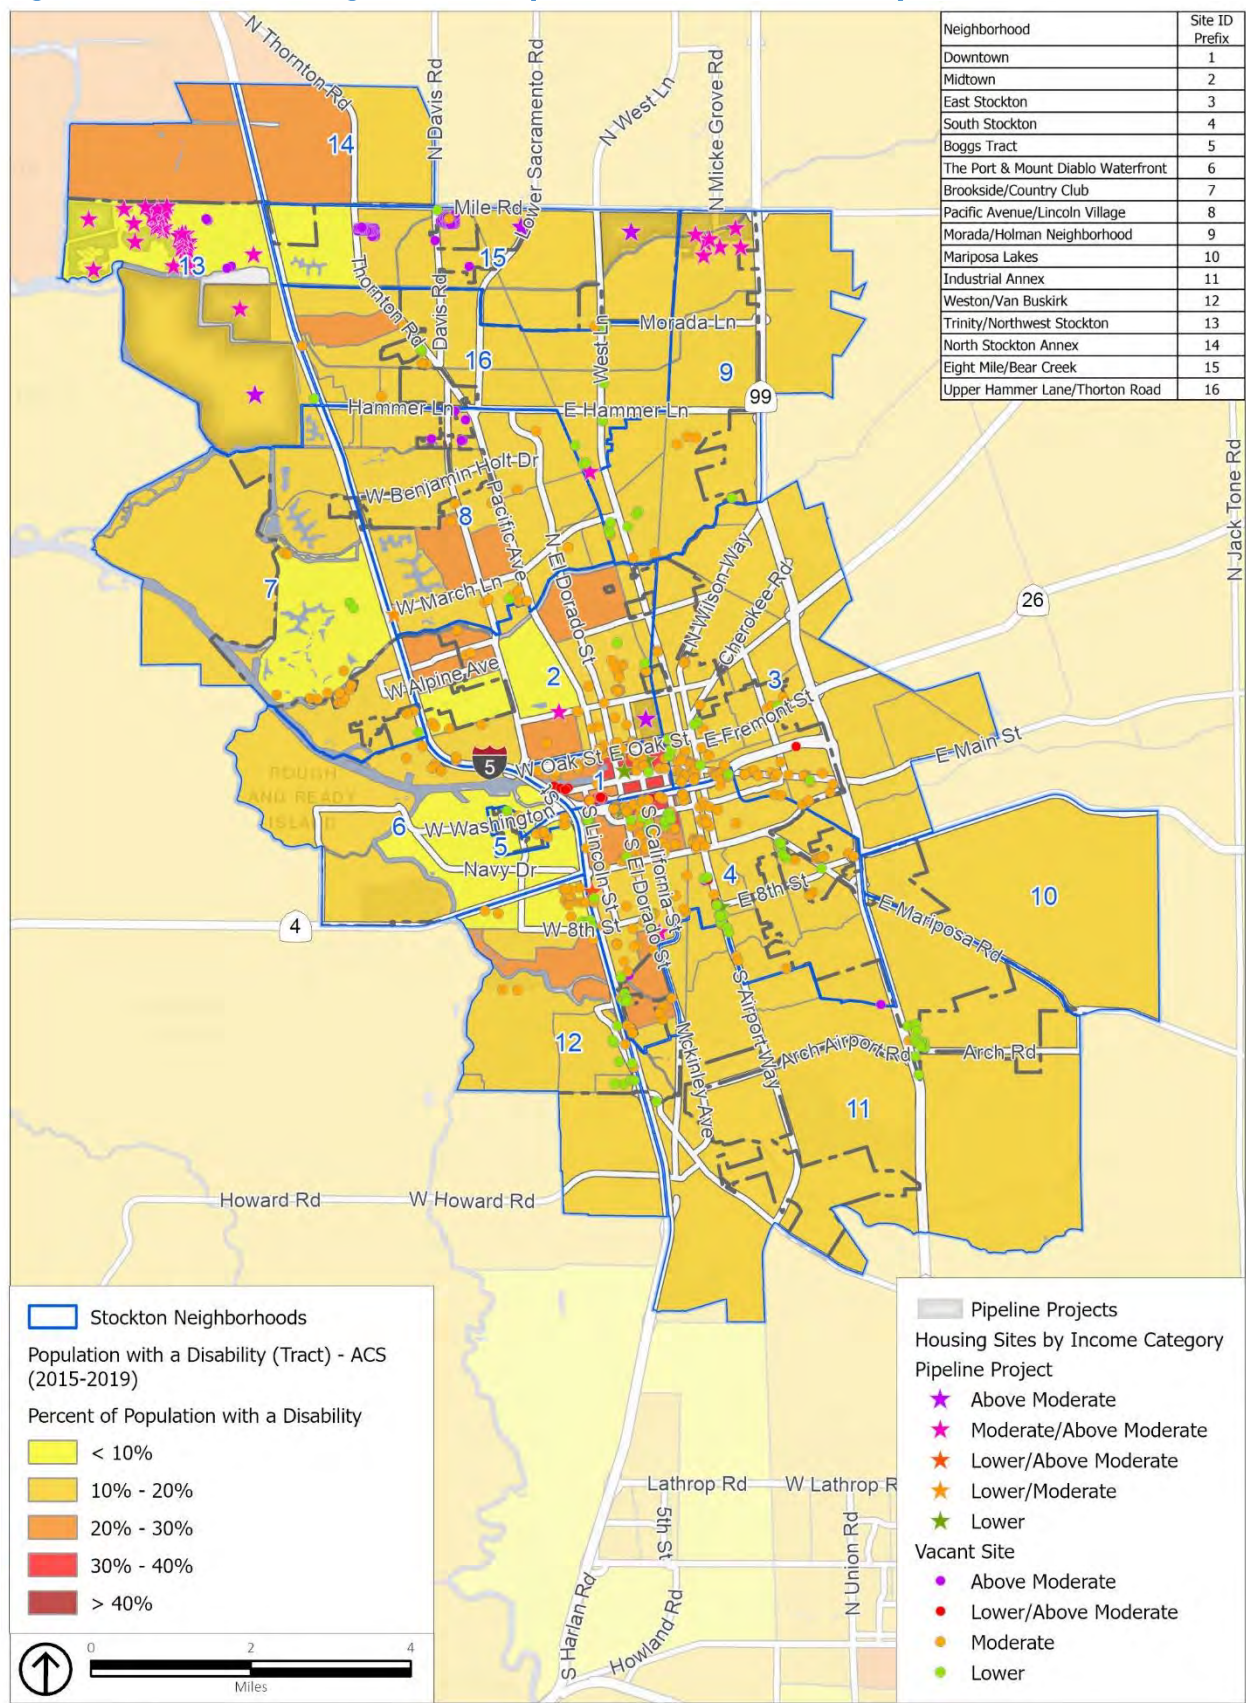 N Thornton Rd
N Davis Rd
Lower Sacramento Rd
N West Ln
N Micke Grove Rd
Neighborhood Site ID Prefix
Downtown 1
Midtown 2
East Stockton 3
South Stockton 4
Boggs Tract 5
The Port & Mount Diablo Waterfront 6
Brookside/Country Club 7
Pacific Avenue/Lincoln Village 8
Morada/Holman Neighborhood 9
Mariposa Lakes 10
Industrial Annex 11
Weston/Van Buskirk 12
Trinity/Northwest Stockton 13
North Stockton Annex 14
Eight Mile/Bear Creek 15
Upper Hammer Lane/Thorton Road 16
14
Mile Rd
13
15
Thornton Rd
Davis Rd
Morada Ln
West Ln
16
9
99
Hammer Ln
E Hammer Ln
N Jack Tone Rd
W Benjamin Holt Dr
Pacific Ave
8
N El Dorado St
N Wilson Way
Cherokee Rd
7
W March Ln
26
W Alpine Ave
2
3
E Fremont St
W Oak St
E Oak St
E Main St
5
1
ROUGH
AND READY
ISLAND
6
W Washington St
5
Navy Dr
S Lincoln St
S El Dorado St
S California St
4
E 8th St
10
4
W 8th St
E Mariposa Rd
S Airport Way
12
Mckinley Ave
Arch Airport Rd
Arch Rd
11
Howard Rd
W Howard Rd
Lathrop Rd
W Lathrop R
5th St
N Union Rd
S Harlan Rd
Howland Rd
Stockton Neighborhoods
Population with a Disability (Tract) - ACS
(2015-2019)
Percent of Population with a Disability
< 10%
10% - 20%
20% - 30%
30% - 40%
> 40%
0 2 4
Miles
Pipeline Projects
Housing Sites by Income Category
Pipeline Project
Above Moderate
Moderate/Above Moderate
Lower/Above Moderate
Lower/Moderate
Lower
Vacant Site
Above Moderate
Lower/Above Moderate
Moderate
Lower